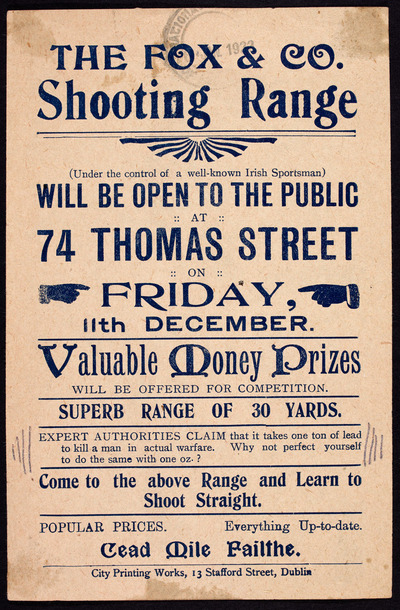 THE FOX & CO.
Shooting Range
(Under the control of a well-known Irish Sportsman)
WILL BE OPEN TO THE PUBLIC
:: AT ::
74 THOMAS STREET
:: ON ::
FRIDAY,
11th DECEMBER.
Valuable Money Prizes
WILL BE OFFERED FOR COMPETITION.
SUPERB RANGE OF 30 YARDS.
EXPERT AUTHORITIES CLAIM that it takes one ton of lead
to kill a man in actual warfare. Why not perfect yourself
to do the same with one oz. ?
Come to the above Range and Learn to
Shoot Straight.
POPULAR PRICES. Everything Up-to-date.
Cead Mile Failthe.
City Printing Works, 13 Stafford Street, Dublin